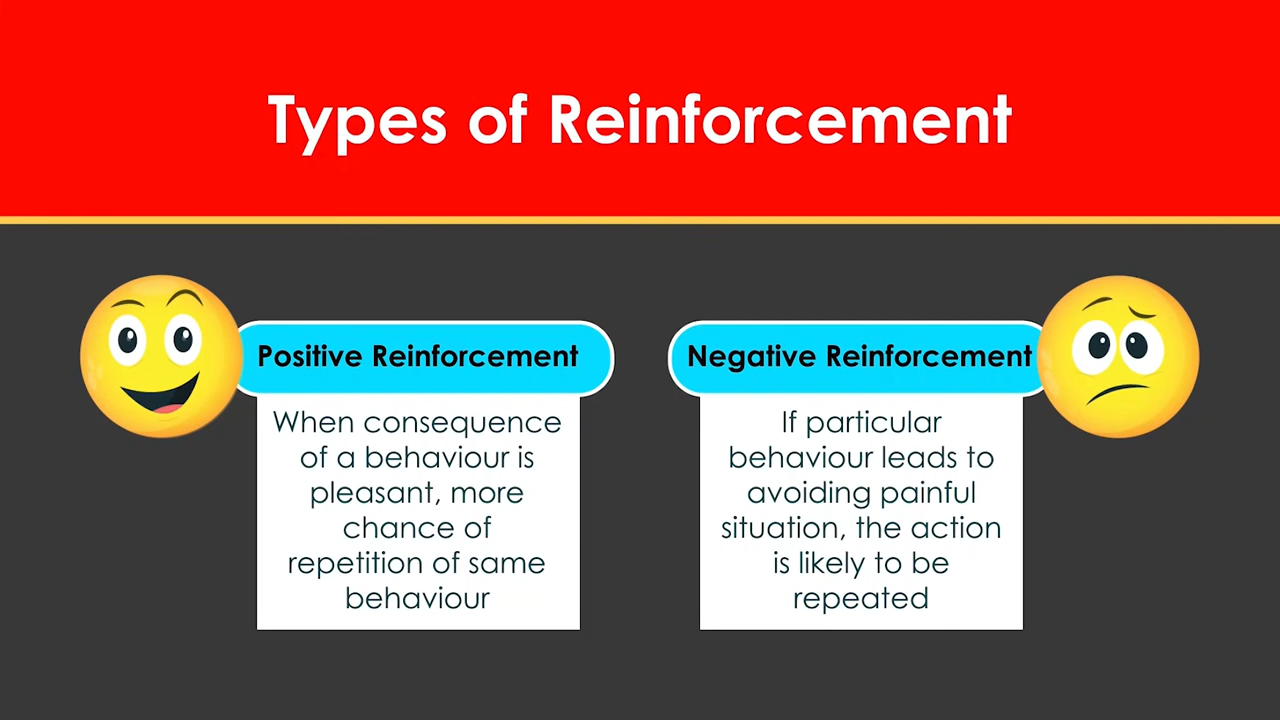 Types of Reinforcement
Positive Reinforcement
When consequence
of a behaviour is
pleasant, more
chance of
repetition of same
behaviour
Negative Reinforcement
If particular
behaviour leads to
avoiding painful
situation, the action
is likely to be
repeated